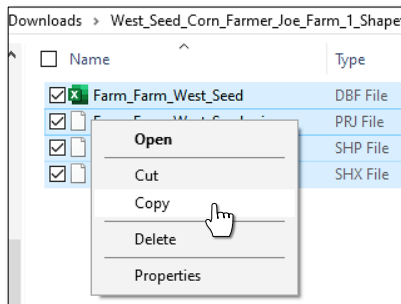 Downloads > West_Seed_Corn_Farmer_Joe_Farm_1_Shape
Name Type
Farm_Farm_West_Seed DBF File
PRJ File
Open
SHP File
Cut
SHX File
Copy
Delete
Properties